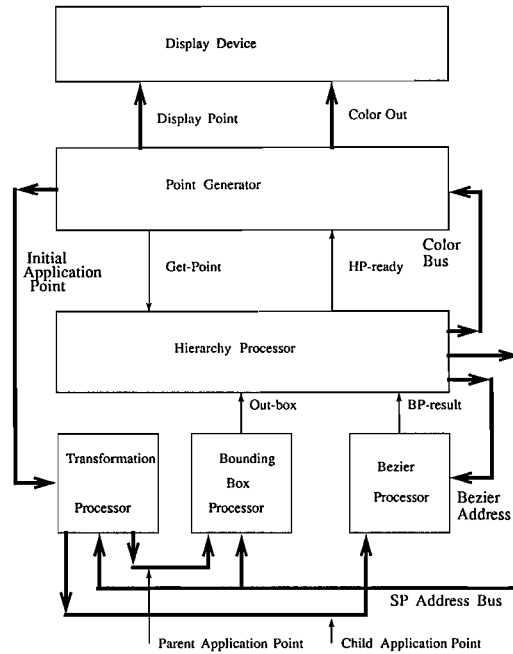 Display Device
Display Point
Color Out
Point Generator
Initial
Application
Point
Get-Point
HP-ready
Color
Bus
Hierarchy Processor
Out-box
BP-result
Transformation
Processor
Bounding
Box
Processor
Bezier
Processor
Bezier
Address
SP Address Bus
Parent Application Point
Child Application Point